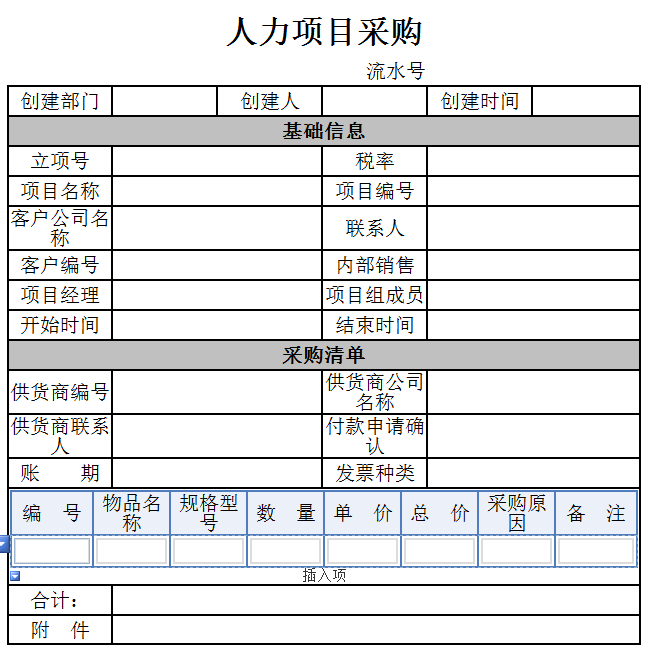 人力项目采购
流水号
创建部门 创建人 创建时间
基础信息
立项号 税率
项目名称 项目编号
客户公司名
称
联系人
客户编号 内部销售
项目经理 项目组成员
开始时间 结束时间
采购清单
供货商编号
供货商公司
名称
供货商联系
人
付款申请确
认
账 期 发票种类
编 号
物品名
称
规格型
号
数 量
单 价
总 价
采购原
因
备 注
插入项
合计：
附 件